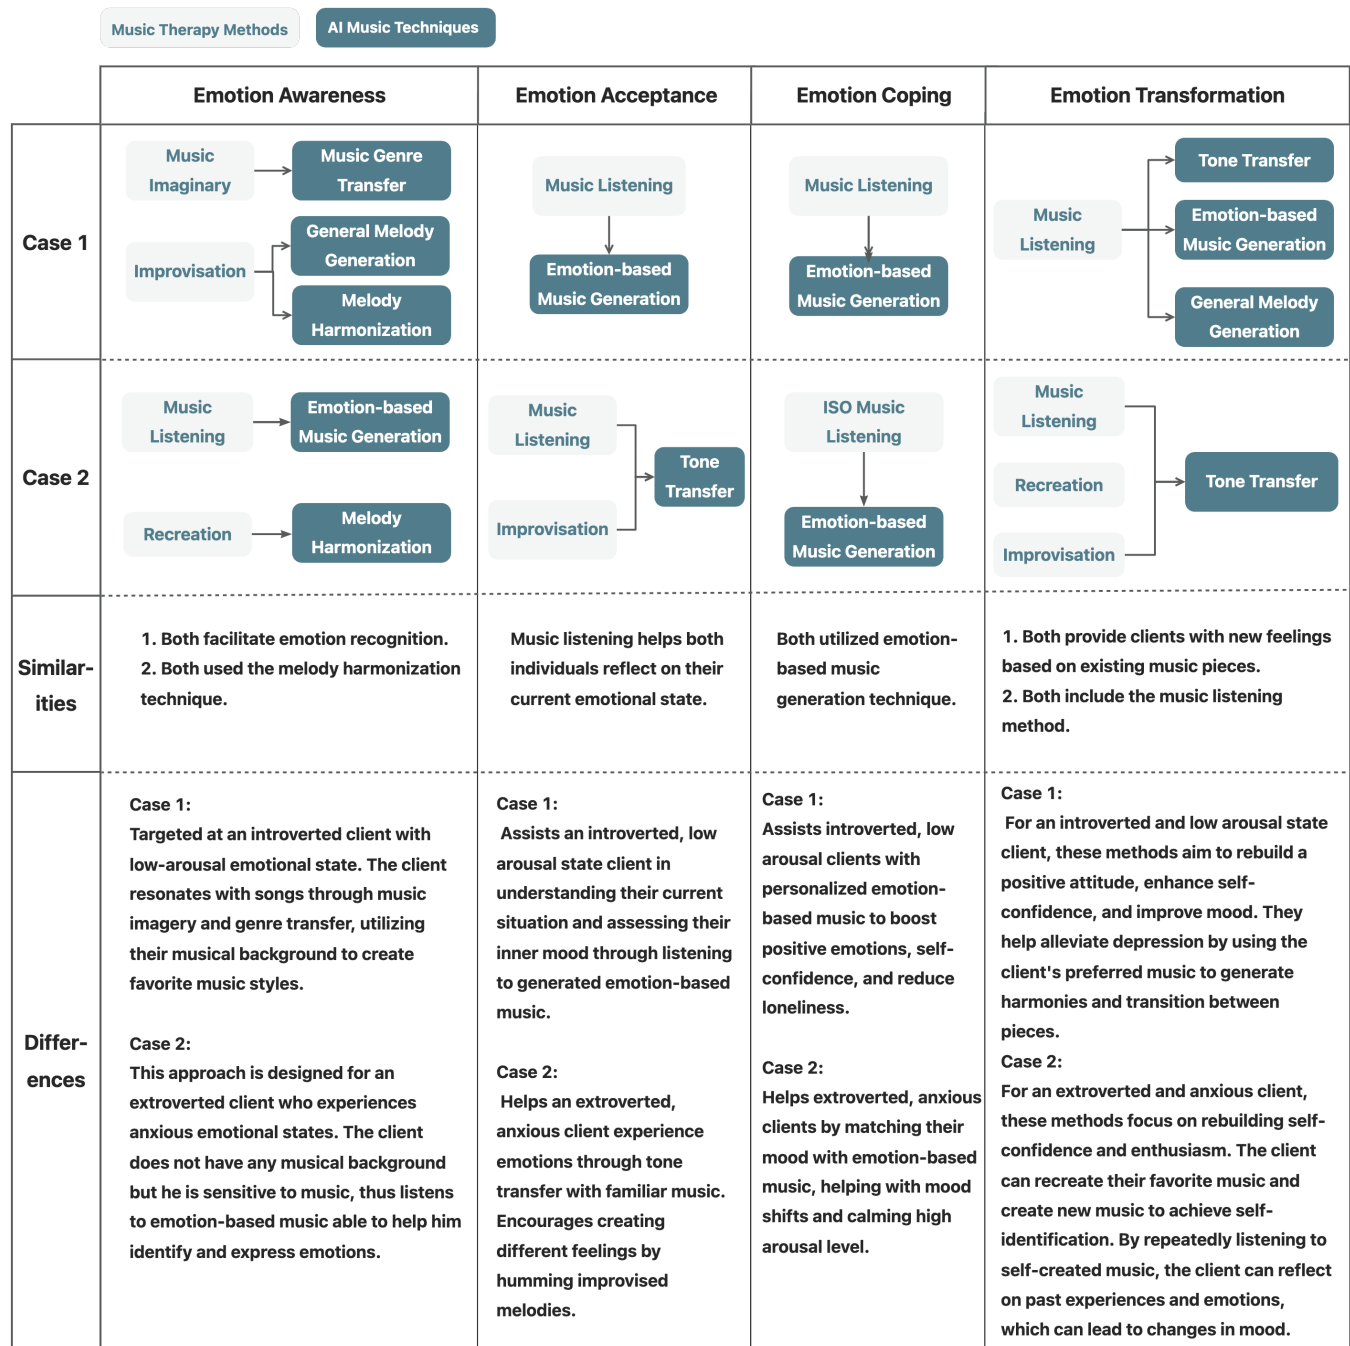 Music Therapy Methods
AI Music Techniques
Emotion Awareness
Emotion Acceptance
Emotion Coping
Emotion Transformation
Case 1
Music
Imaginary
Music Genre
Transfer
Improvisation
General Melody
Generation
Melody
Harmonization
Music Listening
Emotion-based
Music Generation
Music Listening
Emotion-based
Music Generation
Music
Listening
Tone Transfer
Emotion-based
Music Generation
General Melody
Generation
Case 2
Music
Listening
Emotion-based
Music Generation
Recreation
Melody
Harmonization
Music
Listening
Improvisation
Tone
Transfer
ISO Music
Listening
Emotion-based
Music Generation
Music
Listening
Recreation
Improvisation
Tone Transfer
Similar-
ities
1. Both facilitate emotion recognition.
2. Both used the melody harmonization
technique.
Music listening helps both
individuals reflect on their
current emotional state.
Both utilized emotion-
based music
generation technique.
1. Both provide clients with new feelings
based on existing music pieces.
2. Both include the music listening
method.
Differ-
ences
Case 1:
Targeted at an introverted client with
low-arousal emotional state. The client
resonates with songs through music
imagery and genre transfer, utilizing
their musical background to create
favorite music styles.
Case 2:
This approach is designed for an
extroverted client who experiences
anxious emotional states. The client
does not have any musical background
but he is sensitive to music, thus listens
to emotion-based music able to help him
identify and express emotions.
Case 1:
Assists an introverted, low
arousal state client in
understanding their current
situation and assessing their
inner mood through listening
to generated emotion-based
music.
Case 2:
Helps an extroverted,
anxious client experience
emotions through tone
transfer with familiar music.
Encourages creating
different feelings by
humming improvised
melodies.
Case 1:
Assists introverted, low
arousal clients with
personalized emotion-
based music to boost
positive emotions, self-
confidence, and reduce
loneliness.
Case 2:
Helps extroverted, anxious
clients by matching their
mood with emotion-based
music, helping with mood
shifts and calming high
arousal level.
Case 1:
For an introverted and low arousal state
client, these methods aim to rebuild a
positive attitude, enhance self-
confidence, and improve mood. They
help alleviate depression by using the
client's preferred music to generate
harmonies and transition between
pieces.
Case 2:
For an extroverted and anxious client,
these methods focus on rebuilding self-
confidence and enthusiasm. The client
can recreate their favorite music and
create new music to achieve self-
identification. By repeatedly listening to
self-created music, the client can reflect
on past experiences and emotions,
which can lead to changes in mood.